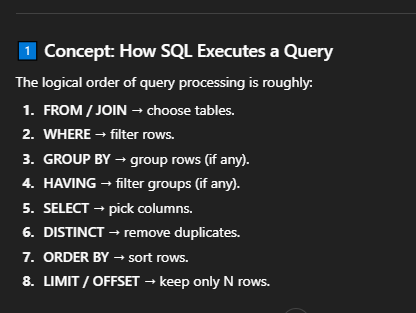 1 Concept: How SQL Executes a Query
The logical order of query processing is roughly:
1. FROM / JOIN → choose tables.
2. WHERE → filter rows.
3. GROUP BY → group rows (if any).
4. HAVING → filter groups (if any).
5. SELECT → pick columns.
6. DISTINCT → remove duplicates.
7. ORDER BY → sort rows.
8. LIMIT / OFFSET → keep only N rows.